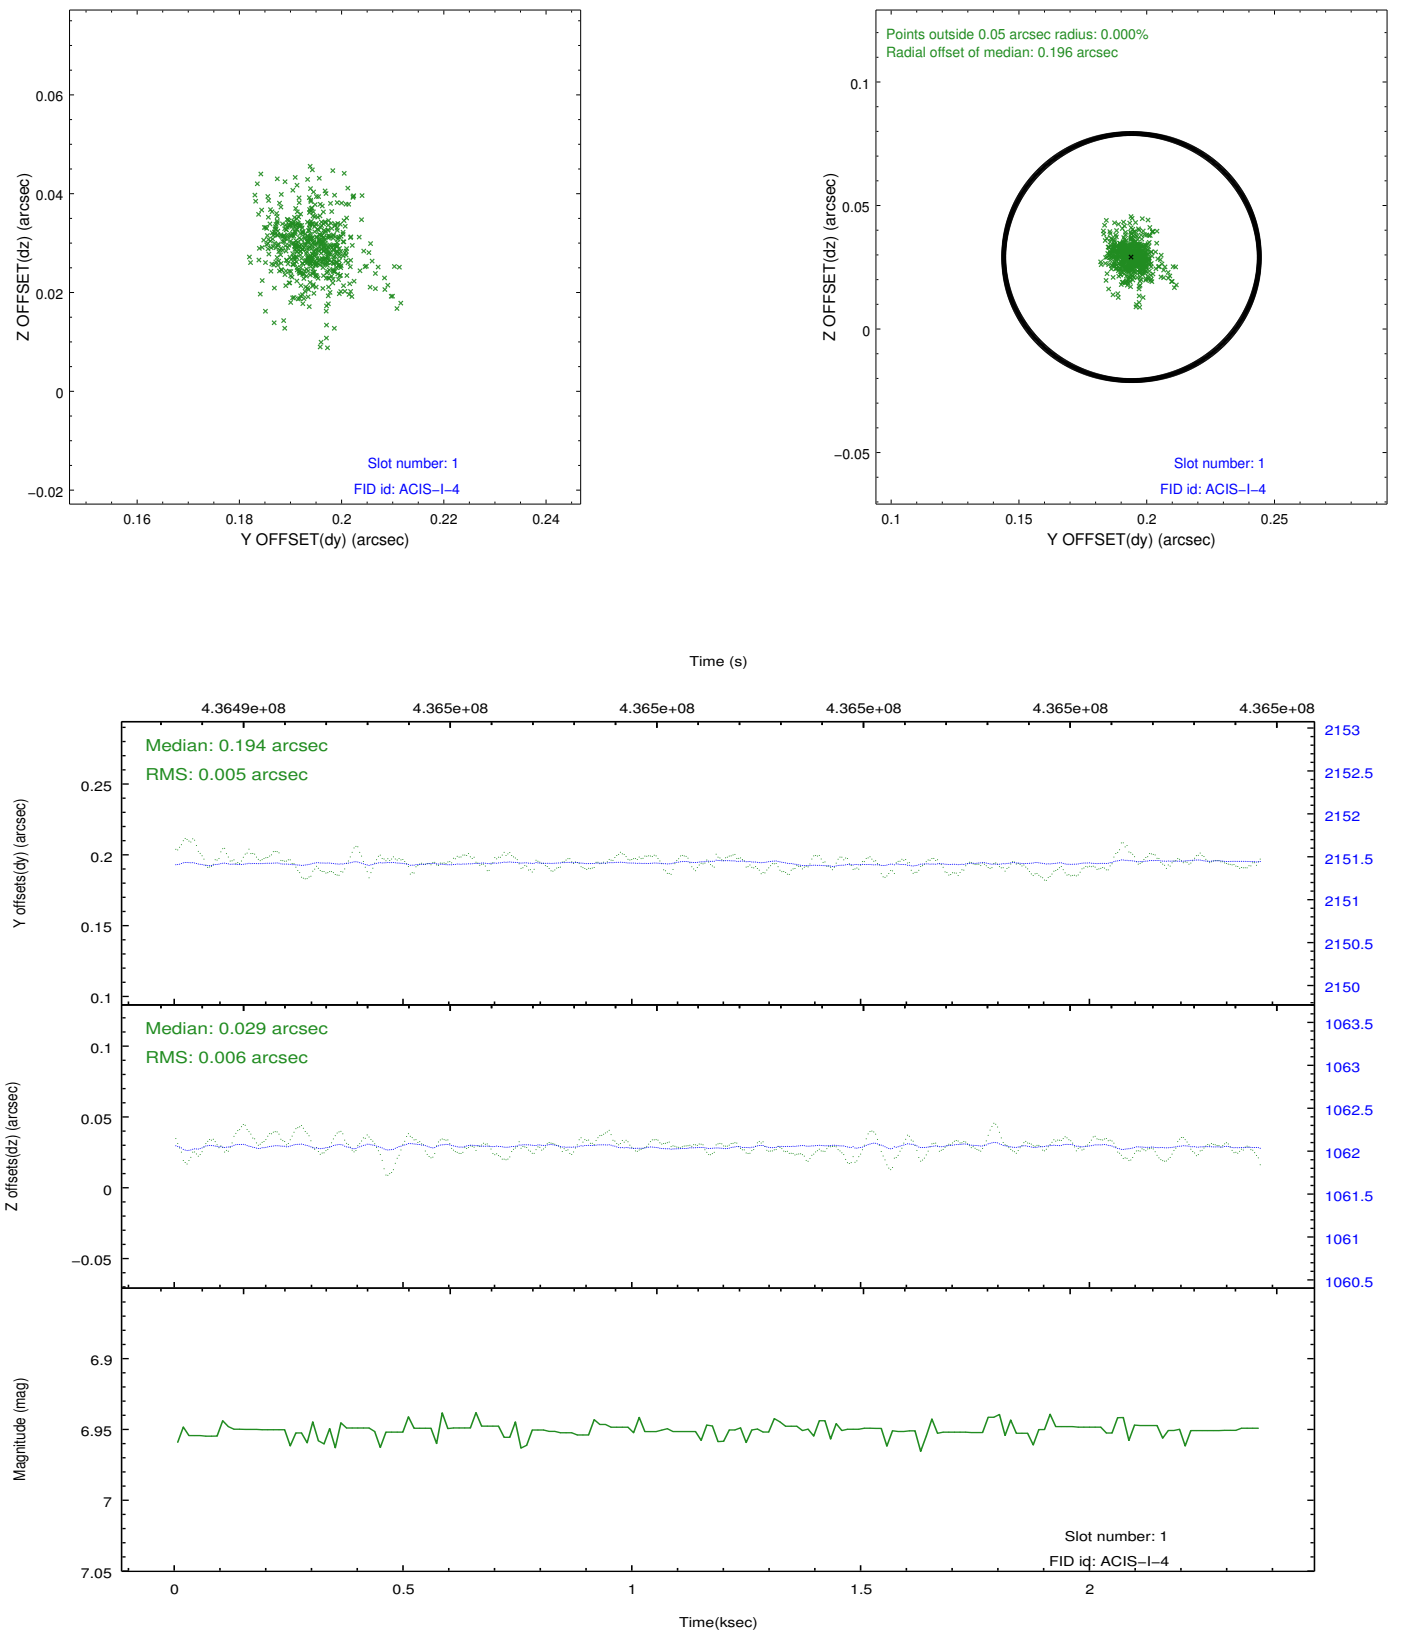 0.06
0.04
0.02
0
−0.02
Z OFFSET(dz) (arcsec)
Slot number: 1
FID id: ACIS−I−4
0.16 0.18 0.2 0.22 0.24
Y OFFSET(dy) (arcsec)
Points outside 0.05 arcsec radius: 0.000%
Radial offset of median: 0.196 arcsec
0.1
0.05
0
−0.05
Z OFFSET(dz) (arcsec)
Slot number: 1
FID id: ACIS−I−4
0.1 0.15 0.2 0.25
Y OFFSET(dy) (arcsec)
Time (s)
4.3649e+08 4.365e+08 4.365e+08 4.365e+08 4.365e+08 4.365e+08
Median: 0.194 arcsec
RMS: 0.005 arcsec
0.25
0.2
0.15
0.1
Y offsets(dy) (arcsec)
2153
2152.5
2152
2151.5
2151
2150.5
2150
Median: 0.029 arcsec
RMS: 0.006 arcsec
0.1
0.05
0
−0.05
Z offsets(dz) (arcsec)
1063.5
1063
1062.5
1062
1061.5
1061
1060.5
6.9
6.95
7
7.05
Magnitude (mag)
Slot number: 1
FID id: ACIS−I−4
0 0.5 1 1.5 2
Time(ksec)